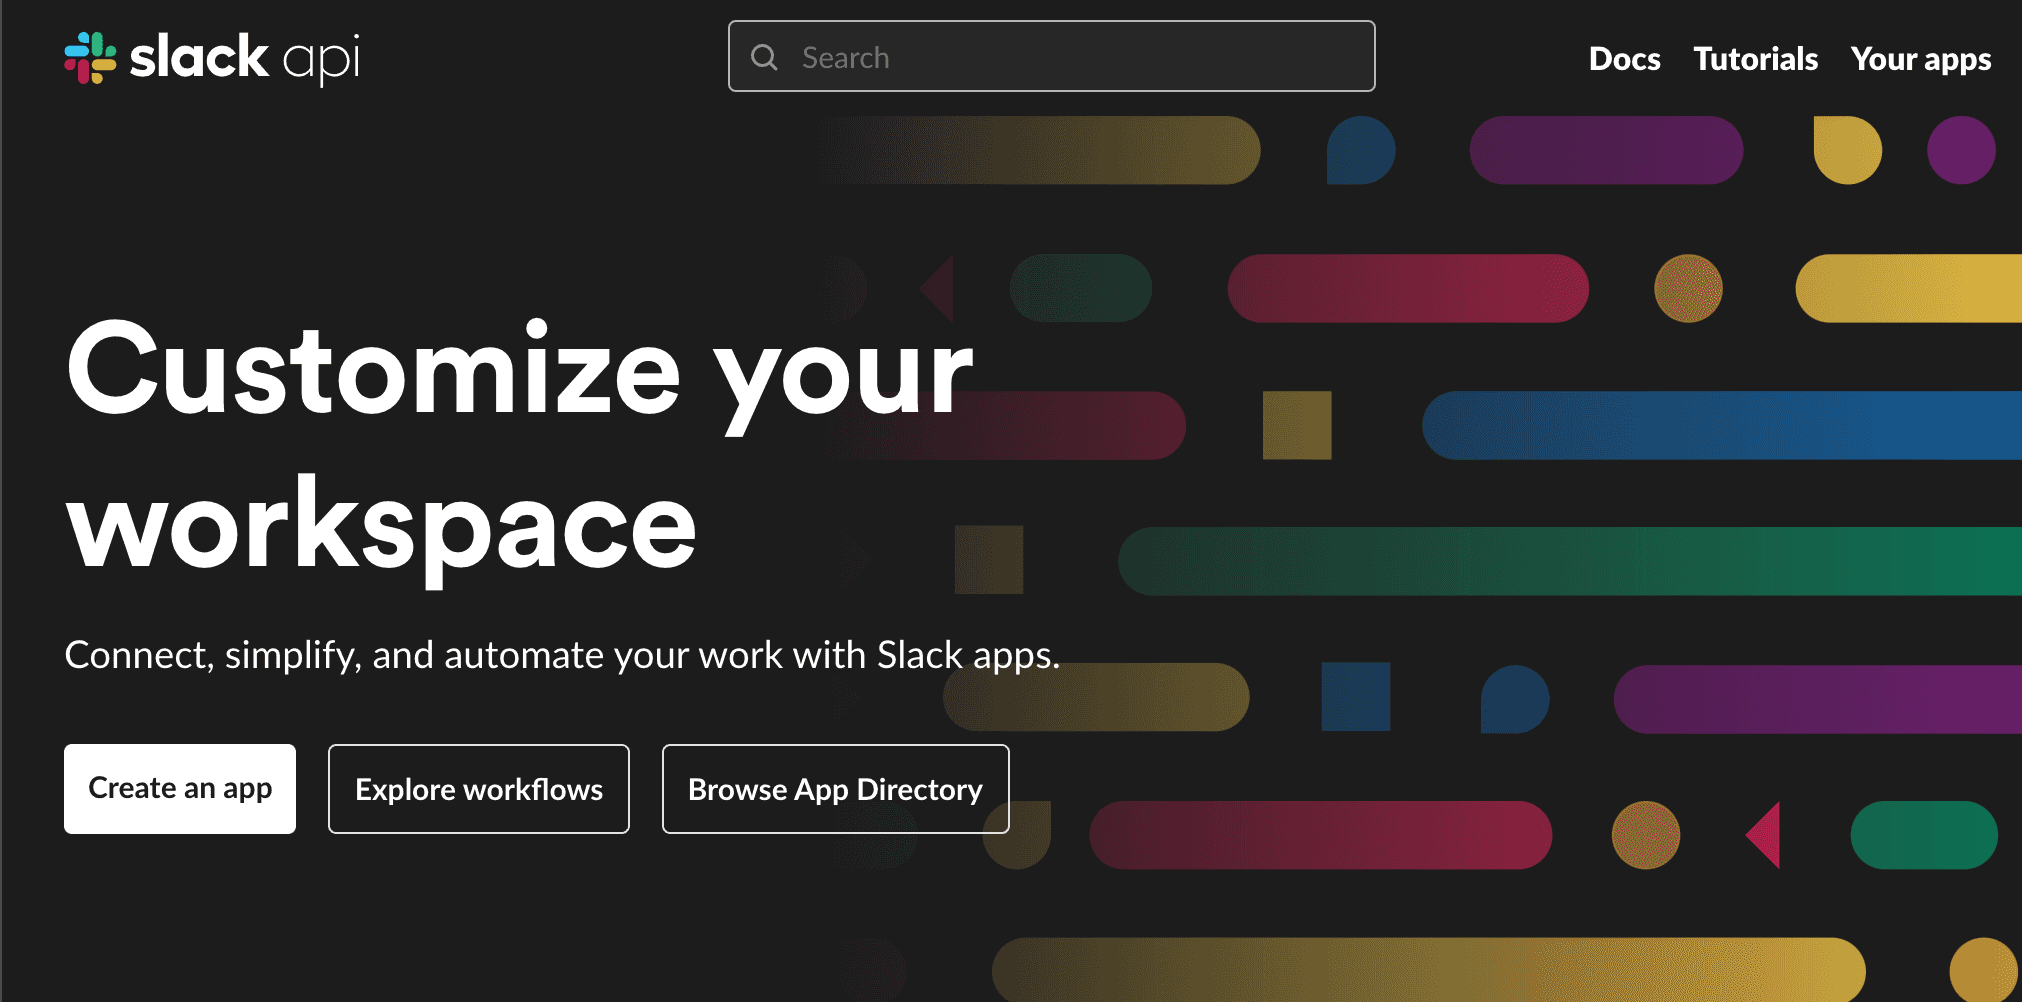 slack api
Search
Docs
Tutorials
Your apps
Customize your
workspace
Connect, simplify, and automate your work with Slack apps.
Create an app
Explore workflows
Browse App Directory